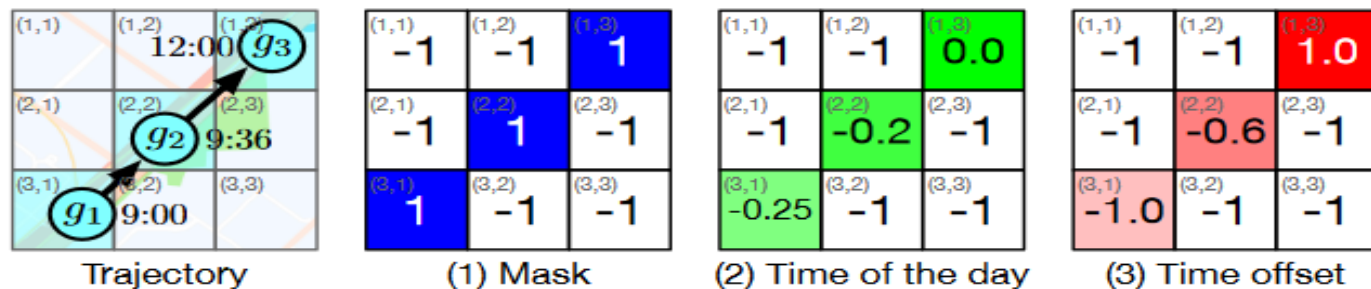 (1,1) (1,2) (1,3)
12:00 g3
(2,1) (2,2) (2,3)
g2 9:36
(3,1) (3,2) (3,3)
g1 9:00
Trajectory
(1,1) (1,2) (1,3)
-1 -1 1
(2,1) (2,2) (2,3)
-1 1 -1
(3,1) (3,2) (3,3)
1 -1 -1
(1) Mask
(1,1) (1,2) (1,3)
-1 -1 0.0
(2,1) (2,2) (2,3)
-1 -0.2 -1
(3,1) (3,2) (3,3)
-0.25 -1 -1
(2) Time of the day
(1,1) (1,2) (1,3)
-1 -1 1.0
(2,1) (2,2) (2,3)
-1 -0.6 -1
(3,1) (3,2) (3,3)
-1.0 -1 -1
(3) Time offset